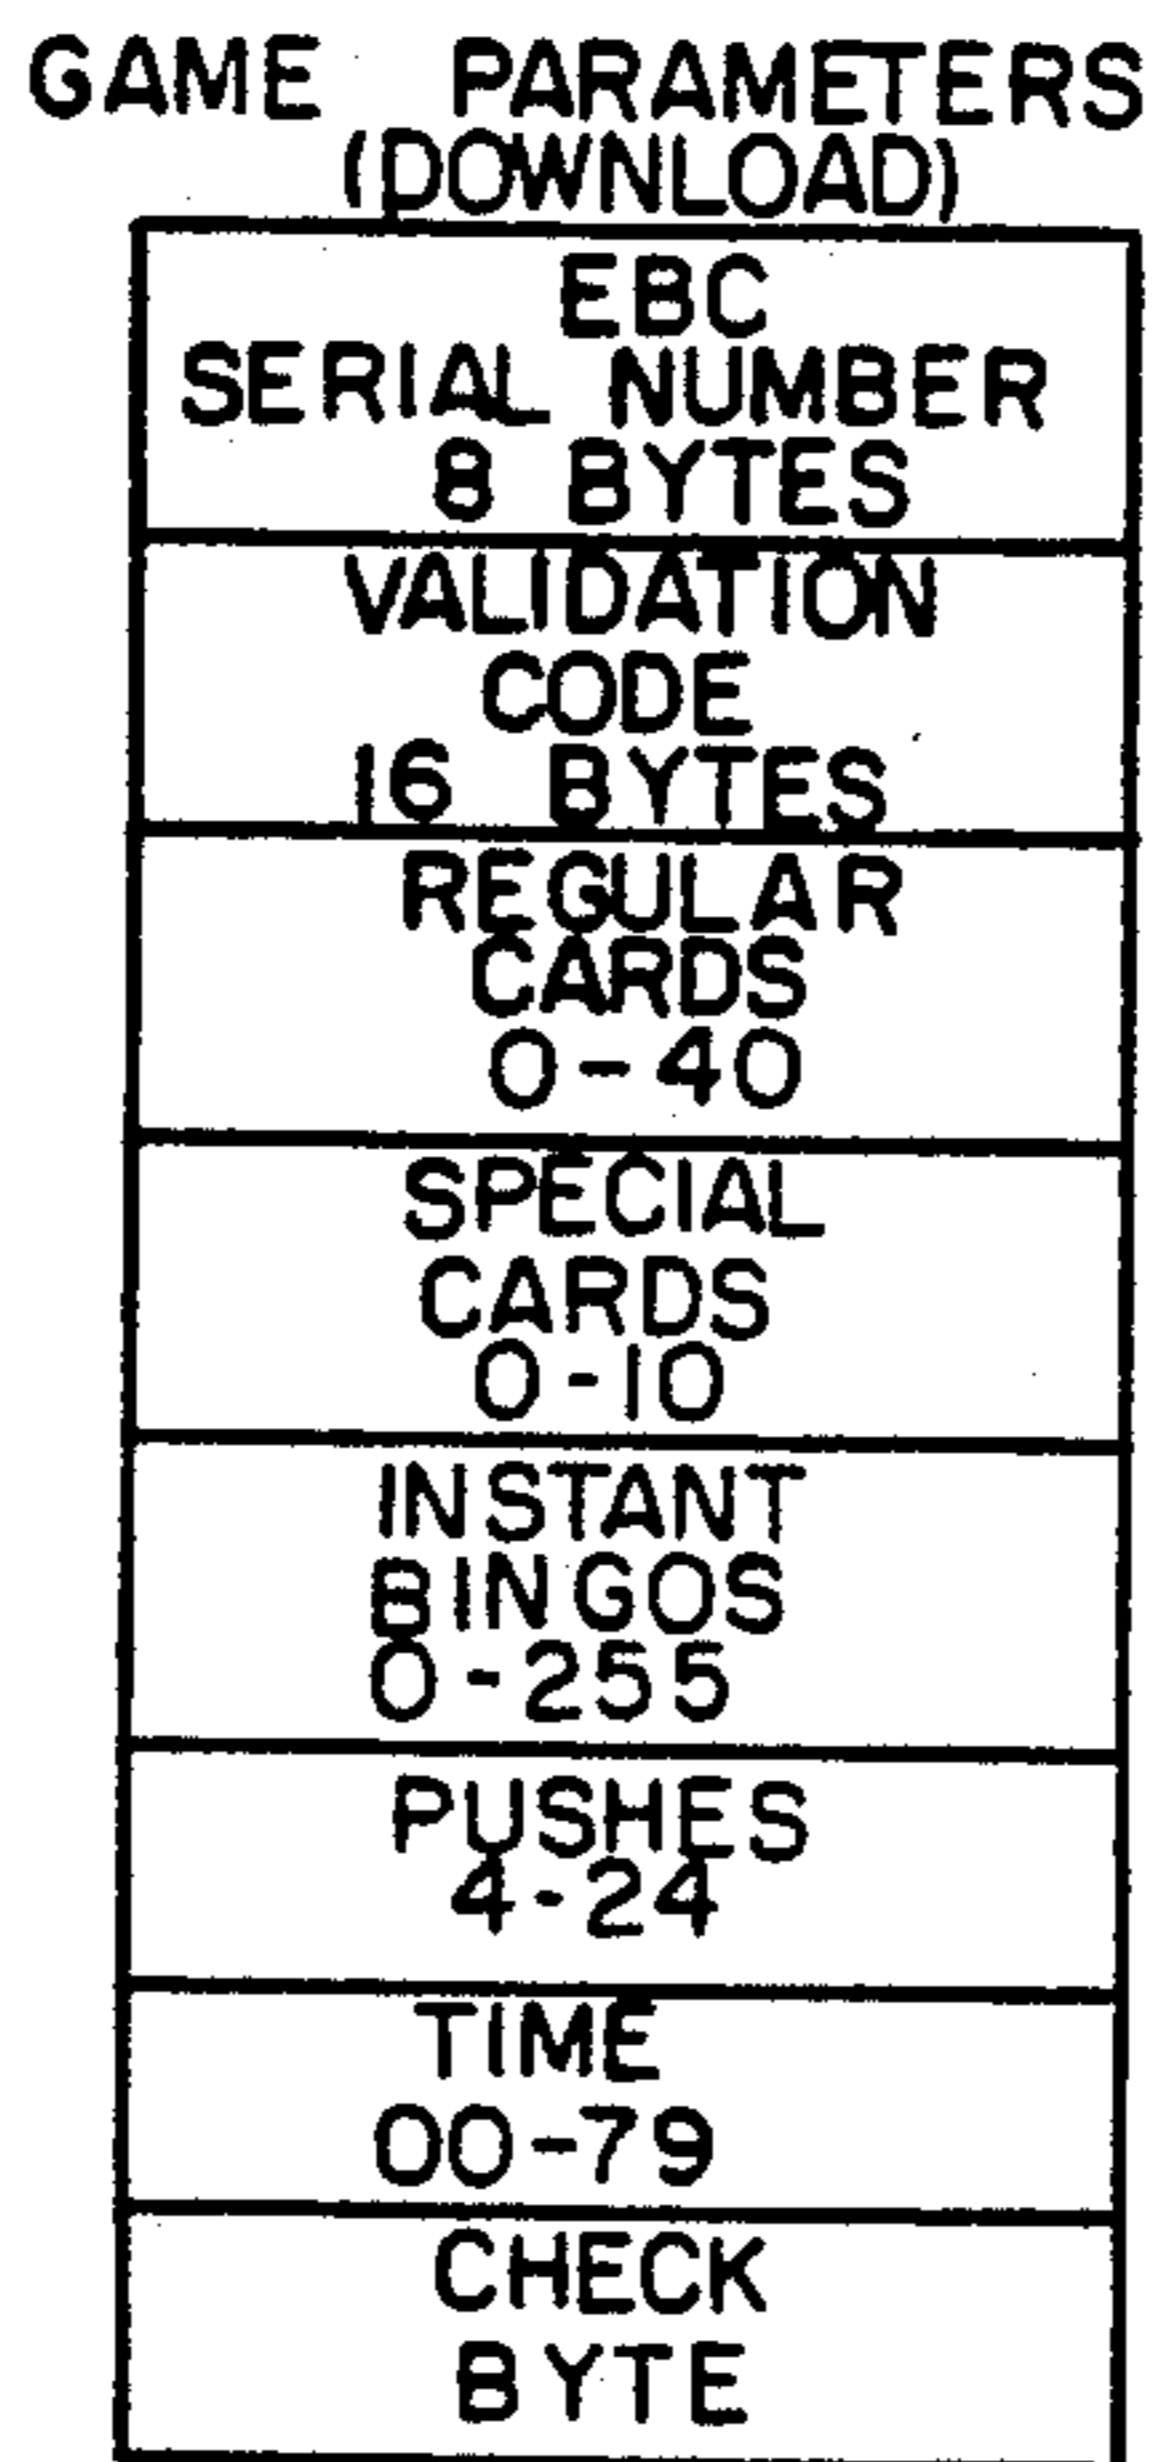 GAME PARAMETERS
(DOWNLOAD)
EBC
SERIAL NUMBER
8 BYTES
VALIDATION
CODE
16 BYTES
REGULAR
CARDS
0-40
SPECIAL
CARDS
0-10
INSTANT
BINGOS
0-255
PUSHES
4-24
TIME
00-79
CHECK
BYTE